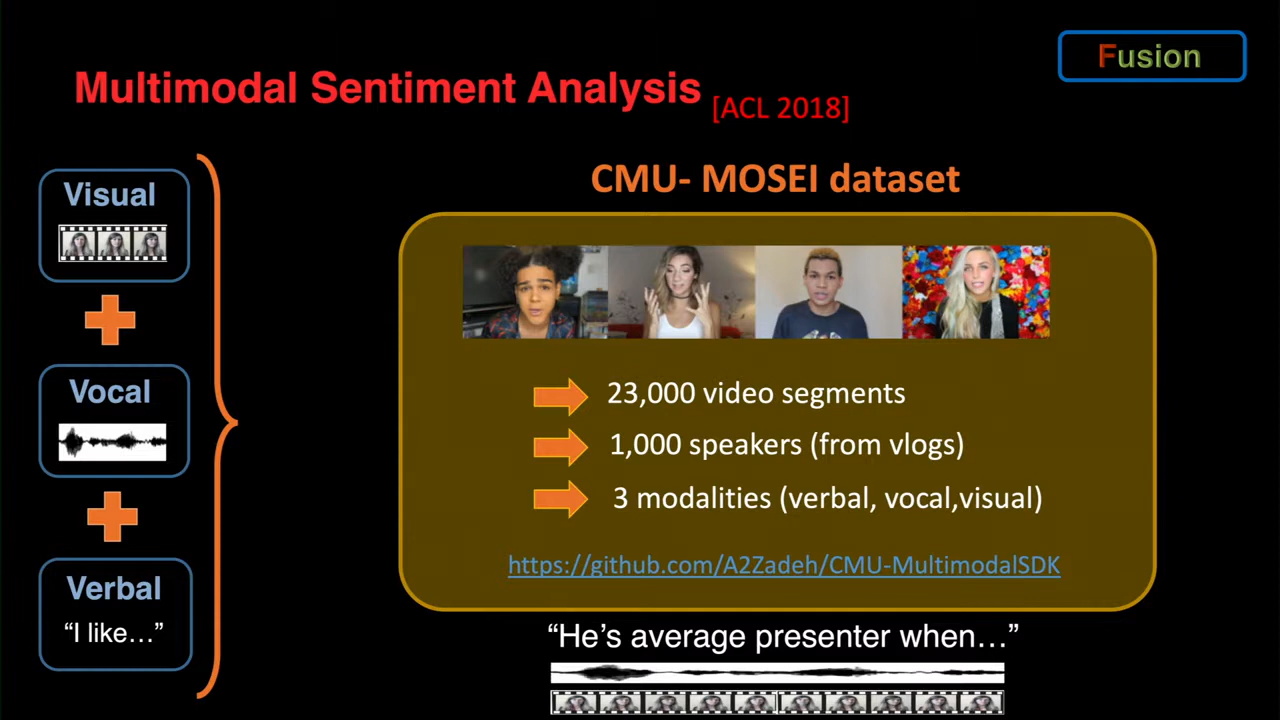 Fusion
Multimodal Sentiment Analysis [ACL 2018]
CMU- MOSEI dataset
Visual
Vocal
Verbal
“I like…”
23,000 video segments
1,000 speakers (from vlogs)
3 modalities (verbal, vocal,visual)
https://github.com/A2Zadeh/CMU-MultimodalSDK
“He’s average presenter when…”